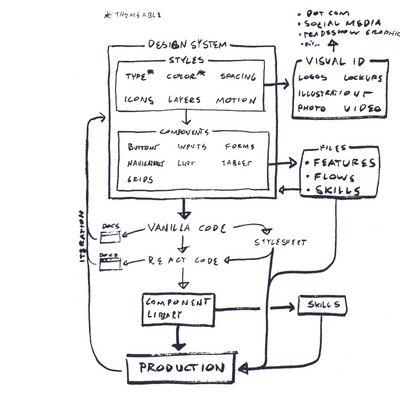 * THEMEABLE
• DOT COM
• SOCIAL MEDIA
• TRADESHOW GRAPHIC
• ETC..
DESIGN SYSTEM
STYLES
TYPE* COLOR* SPACING
ICONS LAYERS MOTION
VISUAL ID
LOGOS LOCKUPS
ILLUSTRATION
PHOTO VIDEO
COMPONENTS
BUTTONS INPUTS FORMS
NAVIGATION LIST TABLES
GRIDS
FILES
• FEATURES
• FLOWS
• SKILLS
DOCS
VANILLA CODE
STYLESHEET
DOCS
REACT CODE
ITERATION
COMPONENT
LIBRARY
SKILLS
PRODUCTION